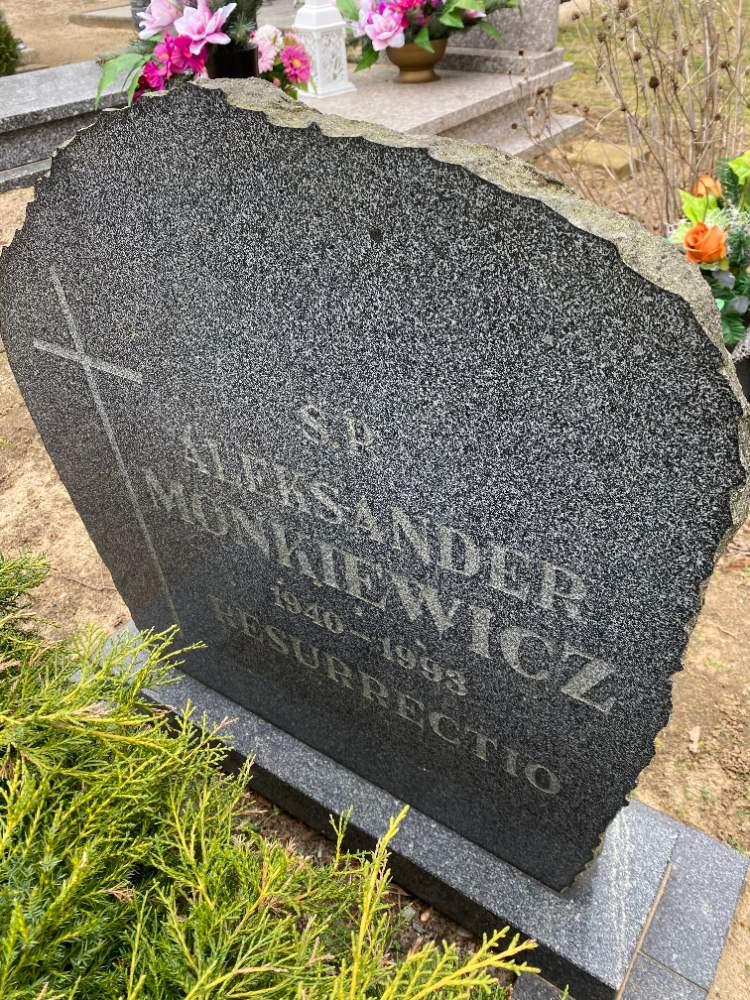 Ś.P.
ALEKSANDER
MONKIEWICZ
1940–1993
RESURRECTIO